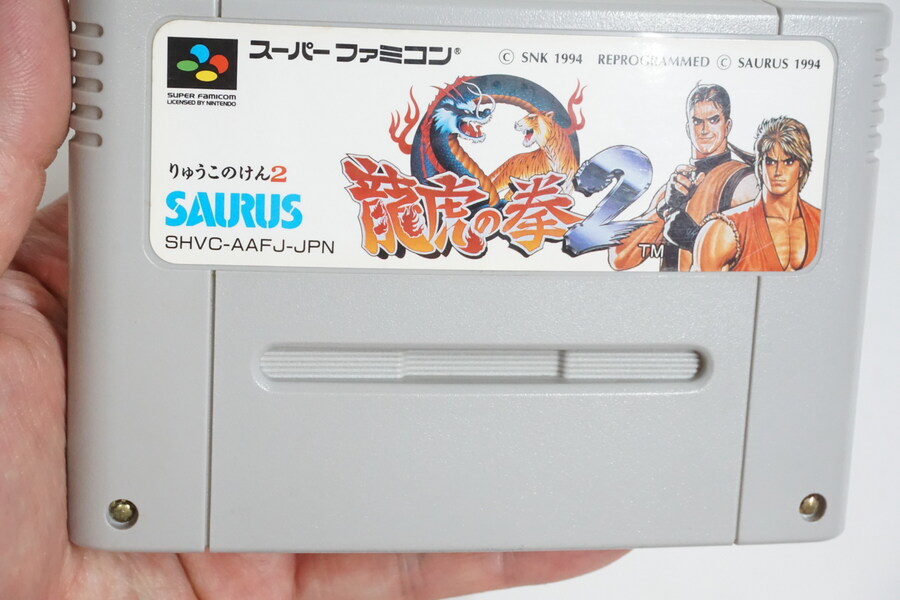 スーパーファミコン®
© SNK 1994 REPROGRAMMED © SAURUS 1994
SUPER FAMICOM
LICENSED BY NINTENDO
りゅうこのけん2
SAURUS
SHVC-AAFJ-JPN
龍虎の拳2
TM